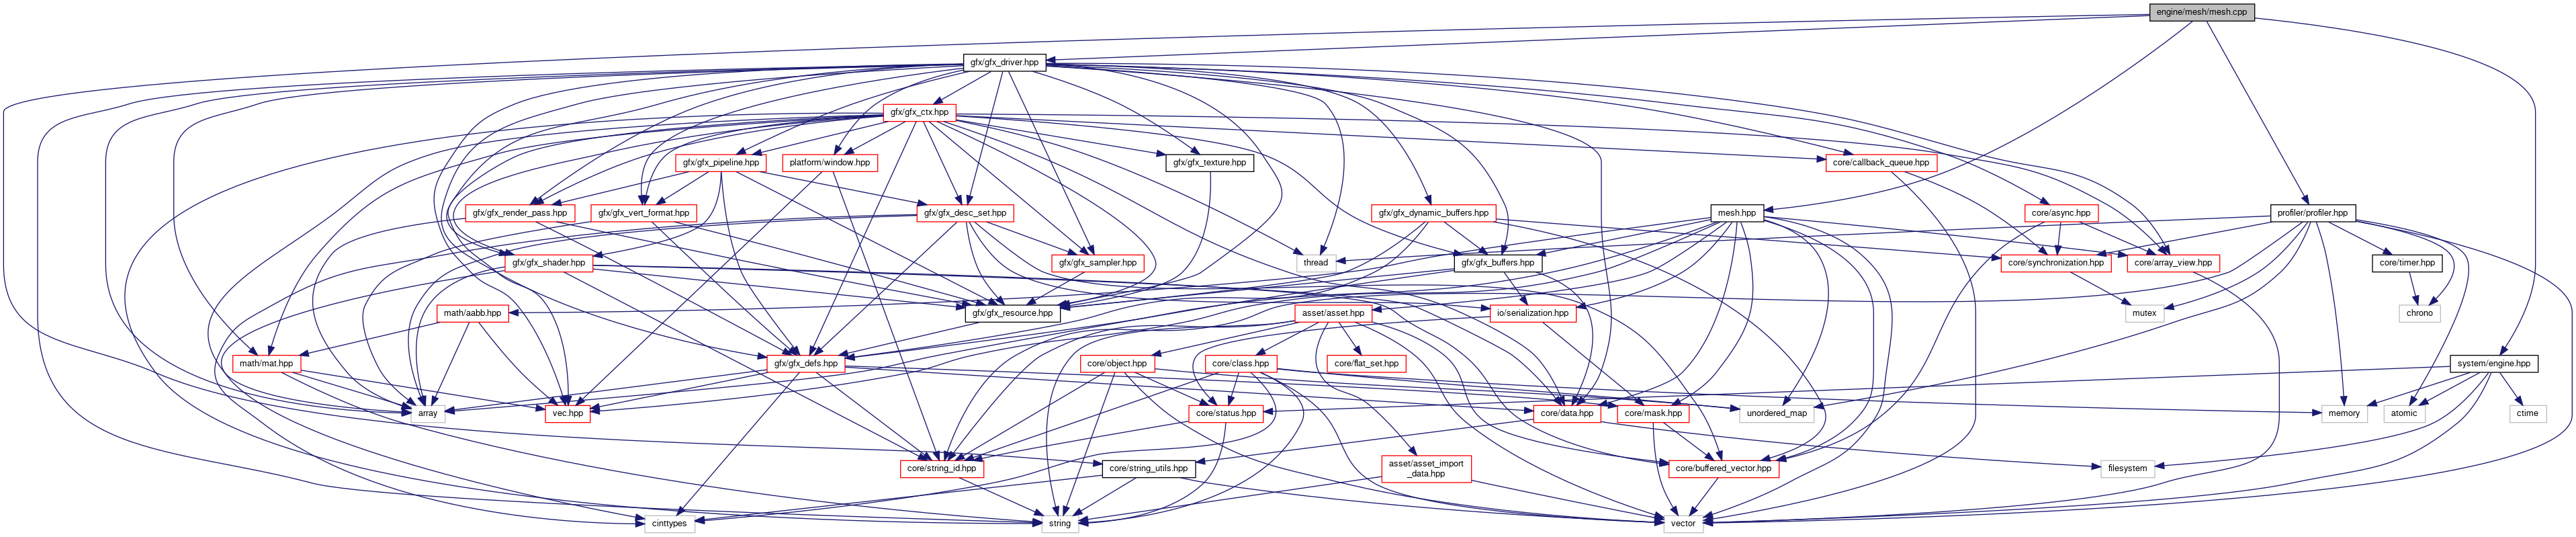 engine/mesh/mesh.cpp
gfx/gfx_driver.hpp
gfx/gfx_ctx.hpp
gfx/gfx_pipeline.hpp
platform/window.hpp
gfx/gfx_texture.hpp
core/callback_queue.hpp
gfx/gfx_render_pass.hpp
gfx/gfx_vert_format.hpp
gfx/gfx_desc_set.hpp
gfx/gfx_dynamic_buffers.hpp
mesh.hpp
core/async.hpp
profiler/profiler.hpp
gfx/gfx_shader.hpp
gfx/gfx_sampler.hpp
thread
gfx/gfx_buffers.hpp
core/synchronization.hpp
core/array_view.hpp
core/timer.hpp
math/aabb.hpp
gfx/gfx_resource.hpp
asset/asset.hpp
io/serialization.hpp
mutex
chrono
math/mat.hpp
gfx/gfx_defs.hpp
core/object.hpp
core/class.hpp
core/flat_set.hpp
system/engine.hpp
array
vec.hpp
core/status.hpp
core/data.hpp
core/mask.hpp
unordered_map
memory
atomic
ctime
core/string_id.hpp
core/string_utils.hpp
asset/asset_import
_data.hpp
core/buffered_vector.hpp
filesystem
cinttypes
string
vector